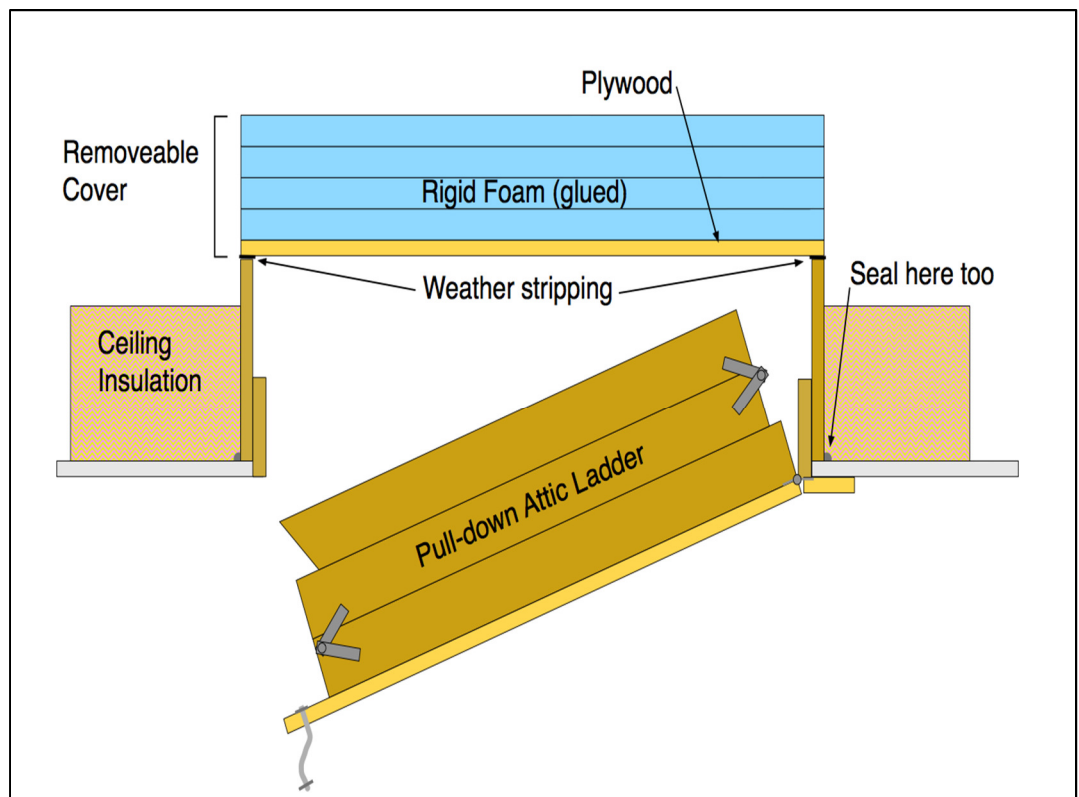 Plywood
Removeable
Cover
Rigid Foam (glued)
Weather stripping
Seal here too
Ceiling
Insulation
Pull-down Attic Ladder